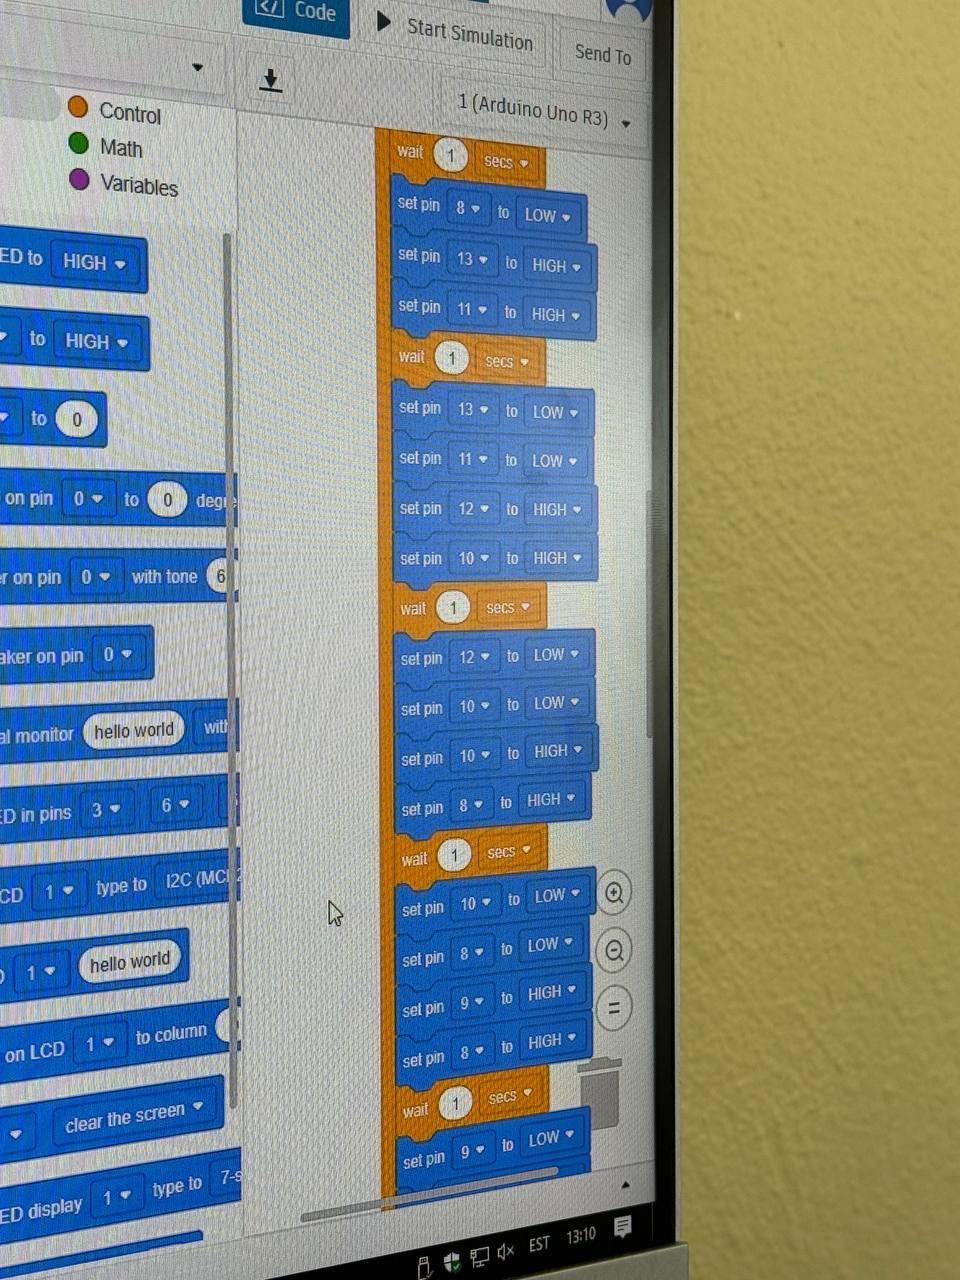 Code
Start Simulation
Send To
1 (Arduino Uno R3)
Control
Math
Variables
ED to HIGH
to HIGH
to 0
on pin 0 to 0
on pin 0 with tone 6
aker on pin 0
al monitor hello world
ED in pins 3 6
CD 1 type to I2C
1 hello world
on LCD 1 to column
clear the screen
ED display 1 type to 7-s
wait 1 secs
set pin 8 to LOW
set pin 13 to HIGH
set pin 11 to HIGH
wait 1 secs
set pin 13 to LOW
set pin 11 to LOW
set pin 12 to HIGH
set pin 10 to HIGH
wait 1 secs
set pin 12 to LOW
set pin 10 to LOW
set pin 10 to HIGH
set pin 8 to HIGH
wait 1 secs
set pin 10 to LOW
set pin 8 to LOW
set pin 9 to HIGH
set pin 8 to HIGH
wait 1 secs
set pin 9 to LOW
EST 13:10